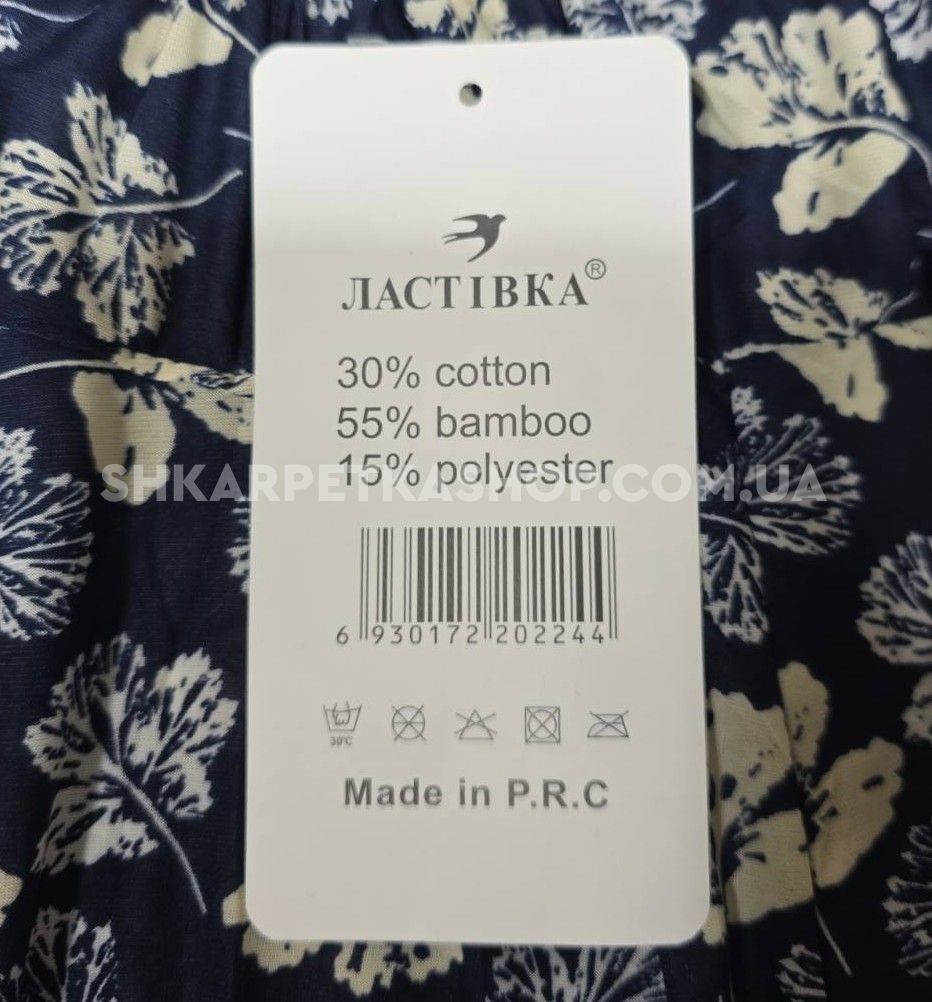 ЛАСТІВКА®
30% cotton
55% bamboo
15% polyester
SHKARPETKASHOP.COM.UA
6 930172 202244
30°C
Made in P.R.C